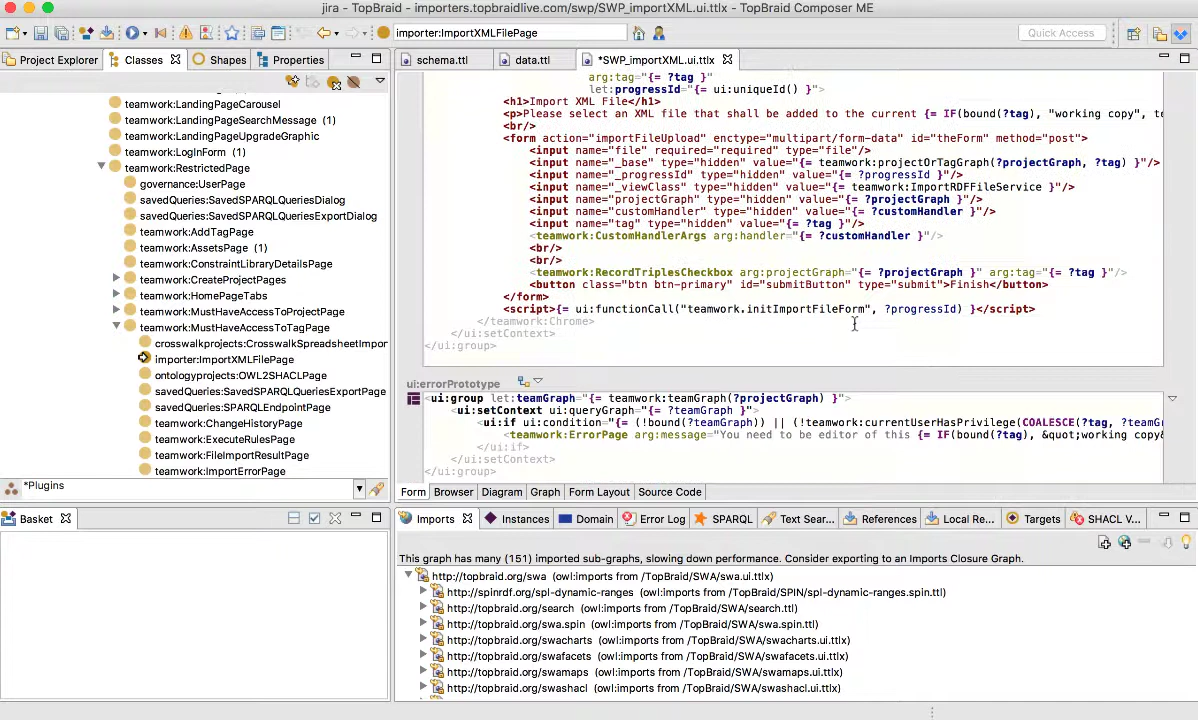 jira - TopBraid - importers.topbraidlive.com/swp/SWP_importXML.ui.ttlx - TopBraid Composer ME
importer:ImportXMLFilePage
Quick Access
Project Explorer
Classes
Shapes
Properties
teamwork:LandingPageCarousel
teamwork:LandingPageSearchMessage (1)
teamwork:LandingPageUpgradeGraphic
teamwork:LogInForm (1)
teamwork:RestrictedPage
governance:UserPage
savedQueries:SavedSPARQLQueriesDialog
savedQueries:SavedSPARQLQueriesExportDialog
teamwork:AddTagPage
teamwork:AssetsPage (1)
teamwork:ConstraintLibraryDetailsPage
teamwork:CreateProjectPages
teamwork:HomePageTabs
teamwork:MustHaveAccessToProjectPage
teamwork:MustHaveAccessToTagPage
crosswalkprojects:CrosswalkSpreadsheetImpor
importer:ImportXMLFilePage
ontologyprojects:OWL2SHACLPage
savedQueries:SavedSPARQLQueriesExportPage
savedQueries:SPARQLEndpointPage
teamwork:ChangeHistoryPage
teamwork:ExecuteRulesPage
teamwork:FileImportResultPage
teamwork:ImportErrorPage
*Plugins
Basket
schema.ttl
data.ttl
*SWP_importXML.ui.ttlx
arg:tag="{= ?tag }"
let:progressId="{= ui:uniqueId() }">
<h1>Import XML File</h1>
<p>Please select an XML file that shall be added to the current {= IF(bound(?tag), "working copy", te
<br/>
<form action="importFileUpload" enctype="multipart/form-data" id="theForm" method="post">
<input name="file" required="required" type="file"/>
<input name="_base" type="hidden" value="{= teamwork:projectOrTagGraph(?projectGraph, ?tag) }"/>
<input name="_progressId" type="hidden" value="{= ?progressId }"/>
<input name="_viewClass" type="hidden" value="{= teamwork:ImportRDFFileService }"/>
<input name="projectGraph" type="hidden" value="{= ?projectGraph }"/>
<input name="customHandler" type="hidden" value="{= ?customHandler }"/>
<input name="tag" type="hidden" value="{= ?tag }"/>
<teamwork:CustomHandlerArgs arg:handler="{= ?customHandler }"/>
<br/>
<br/>
<teamwork:RecordTriplesCheckbox arg:projectGraph="{= ?projectGraph }" arg:tag="{= ?tag }"/>
<button class="btn btn-primary" id="submitButton" type="submit">Finish</button>
</form>
<script>{= ui:functionCall("teamwork.initImportFileForm", ?progressId) }</script>
</teamwork:Chrome>
</ui:setContext>
</ui:group>
ui:errorPrototype
<ui:group let:teamGraph="{= teamwork:teamGraph(?projectGraph) }">
<ui:setContext ui:queryGraph="{= ?teamGraph }">
<ui:if ui:condition="{= (!bound(?teamGraph)) || (!teamwork:currentUserHasPrivilege(COALESCE(?tag, ?teamG
<teamwork:ErrorPage arg:message="You need to be editor of this {= IF(bound(?tag), &quot;working copy&
</ui:if>
</ui:setContext>
</ui:group>
Form
Browser
Diagram
Graph
Form Layout
Source Code
Imports
Instances
Domain
Error Log
SPARQL
Text Sear...
References
Local Re...
Targets
SHACL V...
This graph has many (151) imported sub-graphs, slowing down performance. Consider exporting to an Imports Closure Graph.
http://topbraid.org/swa (owl:imports from /TopBraid/SWA/swa.ui.ttlx)
http://spinrdf.org/spl-dynamic-ranges (owl:imports from /TopBraid/SPIN/spl-dynamic-ranges.spin.ttl)
http://topbraid.org/search (owl:imports from /TopBraid/SWA/search.ttl)
http://topbraid.org/swa.spin (owl:imports from /TopBraid/SWA/swa.spin.ttl)
http://topbraid.org/swacharts (owl:imports from /TopBraid/SWA/swacharts.ui.ttlx)
http://topbraid.org/swafacets (owl:imports from /TopBraid/SWA/swafacets.ui.ttlx)
http://topbraid.org/swamaps (owl:imports from /TopBraid/SWA/swamaps.ui.ttlx)
http://topbraid.org/swashacl (owl:imports from /TopBraid/SWA/swashacl.ui.ttlx)